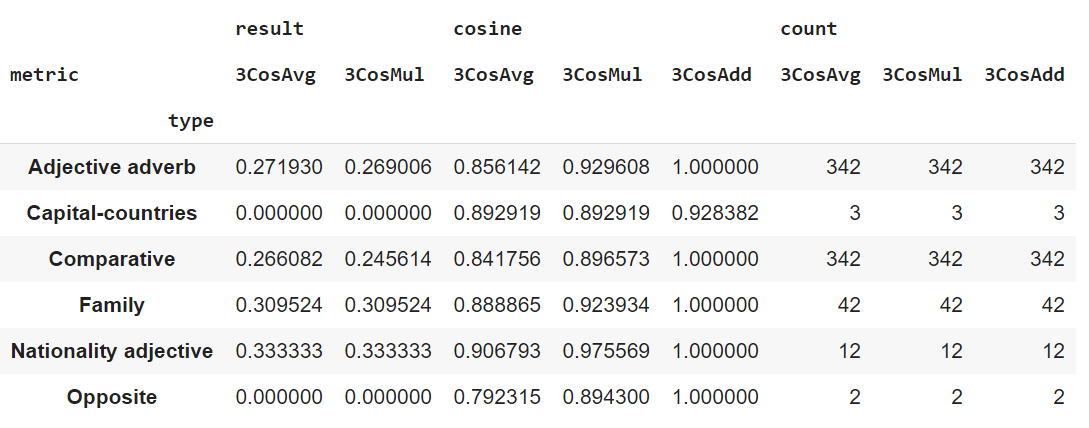 result cosine count
metric 3CosAvg 3CosMul 3CosAvg 3CosMul 3CosAdd 3CosAvg 3CosMul 3CosAdd
type
Adjective adverb 0.271930 0.269006 0.856142 0.929608 1.000000 342 342 342
Capital-countries 0.000000 0.000000 0.892919 0.892919 0.928382 3 3 3
Comparative 0.266082 0.245614 0.841756 0.896573 1.000000 342 342 342
Family 0.309524 0.309524 0.888865 0.923934 1.000000 42 42 42
Nationality adjective 0.333333 0.333333 0.906793 0.975569 1.000000 12 12 12
Opposite 0.000000 0.000000 0.792315 0.894300 1.000000 2 2 2